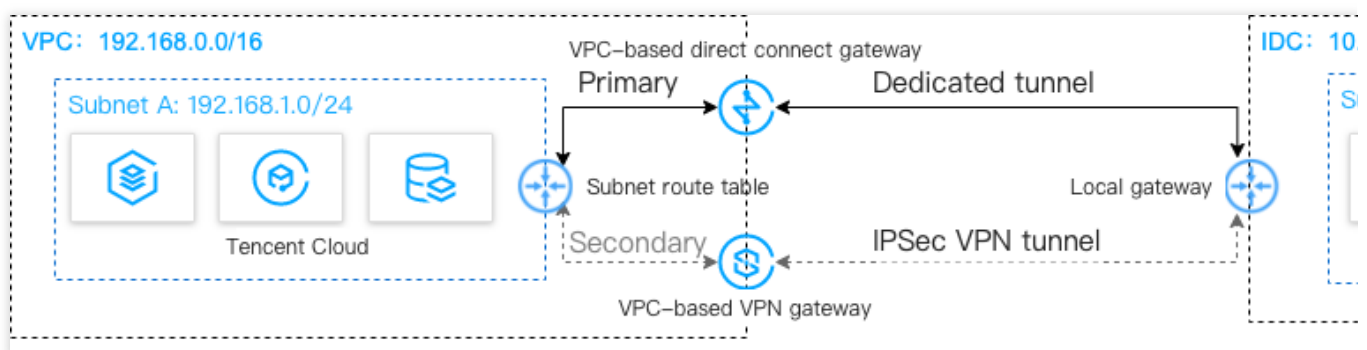 VPC: 192.168.0.0/16
VPC-based direct connect gateway
IDC: 10.
Primary
Dedicated tunnel
Subnet A: 192.168.1.0/24
Subnet route table
Local gateway
Tencent Cloud
Secondary
IPSec VPN tunnel
VPC-based VPN gateway